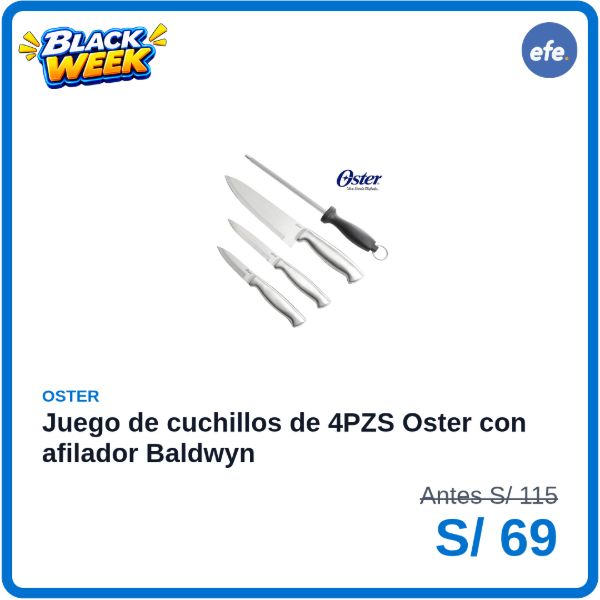 BLACK
WEEK
efe.
Oster
OSTER
Juego de cuchillos de 4PZS Oster con
afilador Baldwyn
Antes S/ 115
S/ 69